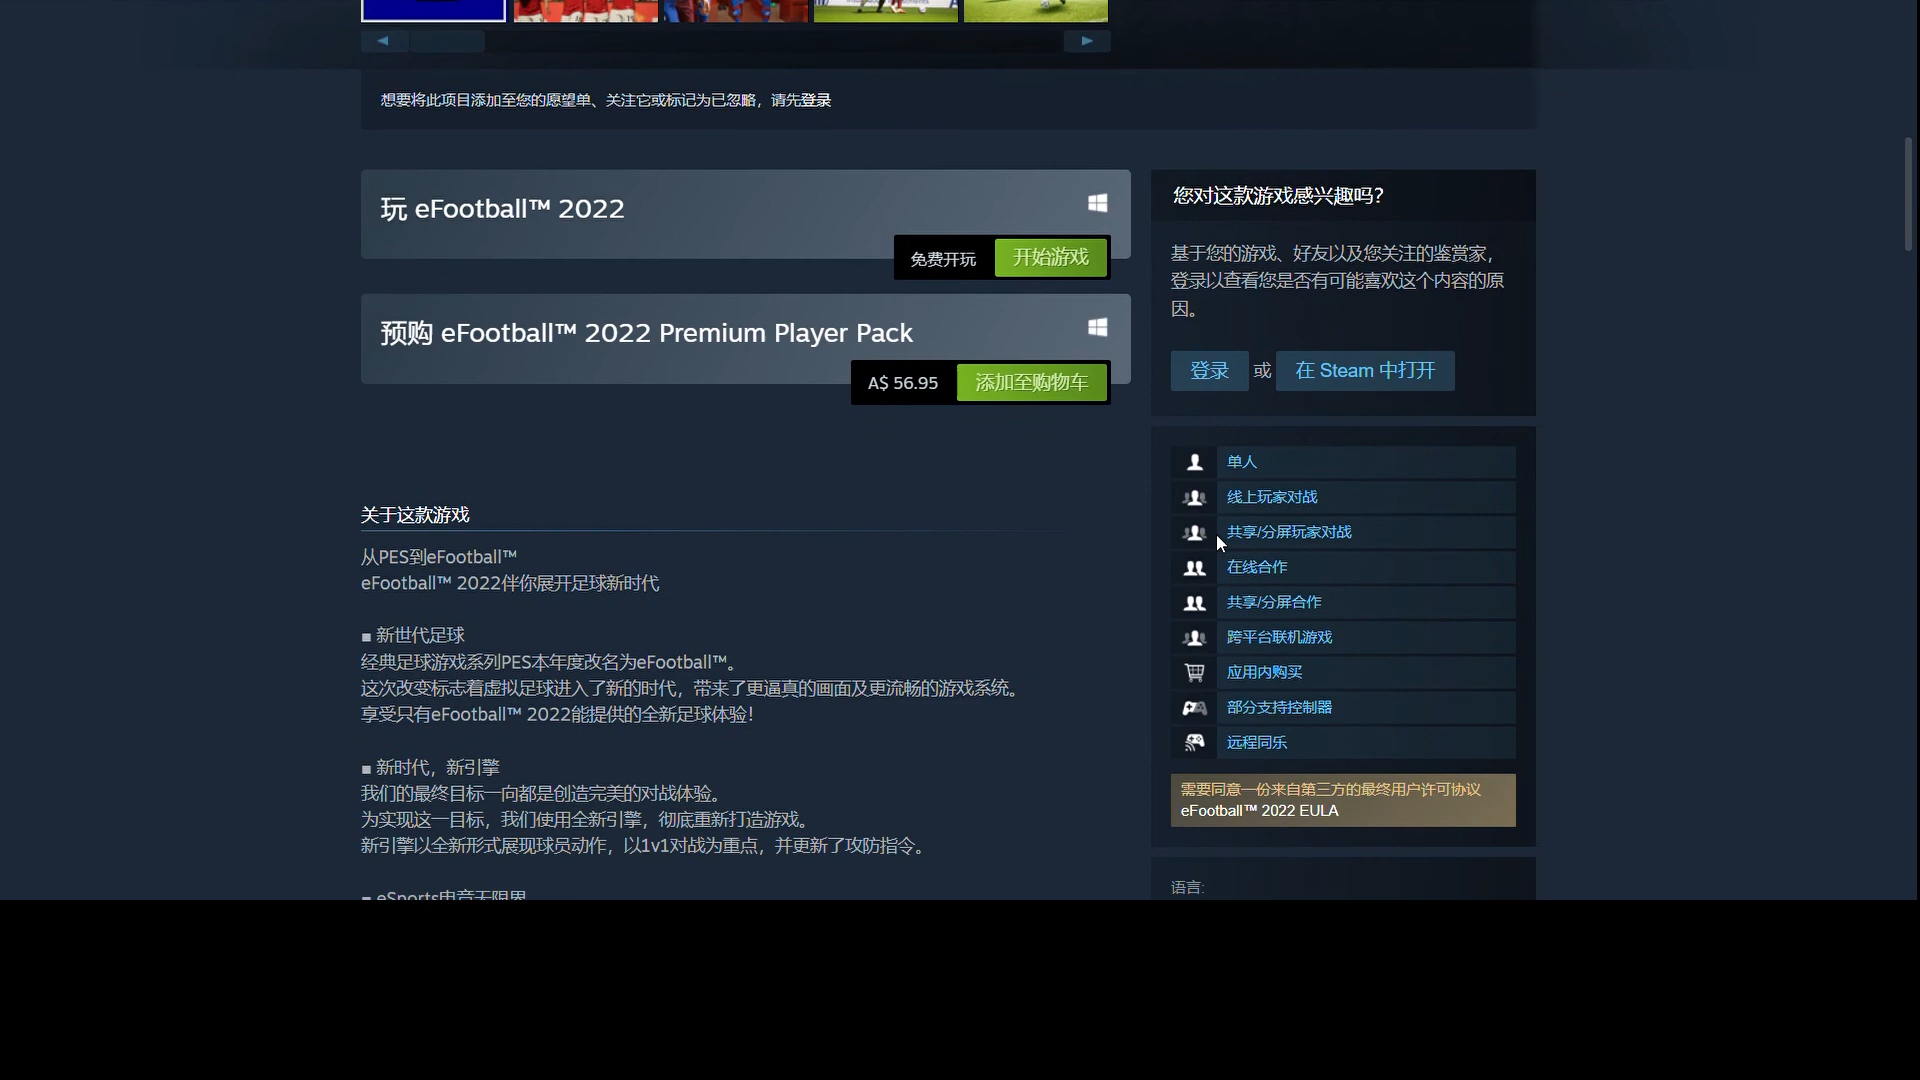 想要将此项目添加至您的愿望单、关注它或标记为已忽略，请先登录
玩 eFootball™ 2022
免费开玩
开始游戏
预购 eFootball™ 2022 Premium Player Pack
A$ 56.95
添加至购物车
关于这款游戏
从PES到eFootball™
eFootball™ 2022伴你展开足球新时代
■ 新世代足球
经典足球游戏系列PES本年度改名为eFootball™。
这次改变标志着虚拟足球进入了新的时代，带来了更逼真的画面及更流畅的游戏系统。
享受只有eFootball™ 2022能提供的全新足球体验！
■ 新时代，新引擎
我们的最终目标一向都是创造完美的对战体验。
为实现这一目标，我们使用全新引擎，彻底重新打造游戏。
新引擎以全新形式展现球员动作，以1v1对战为重点，并更新了攻防指令。
■ eSports电竞无限界
您对这款游戏感兴趣吗？
基于您的游戏、好友以及您关注的鉴赏家，
登录以查看您是否有可能喜欢这个内容的原
因。
登录 或 在 Steam 中打开
单人
线上玩家对战
共享/分屏玩家对战
在线合作
共享/分屏合作
跨平台联机游戏
应用内购买
部分支持控制器
远程同乐
需要同意一份来自第三方的最终用户许可协议
eFootball™ 2022 EULA
语言: